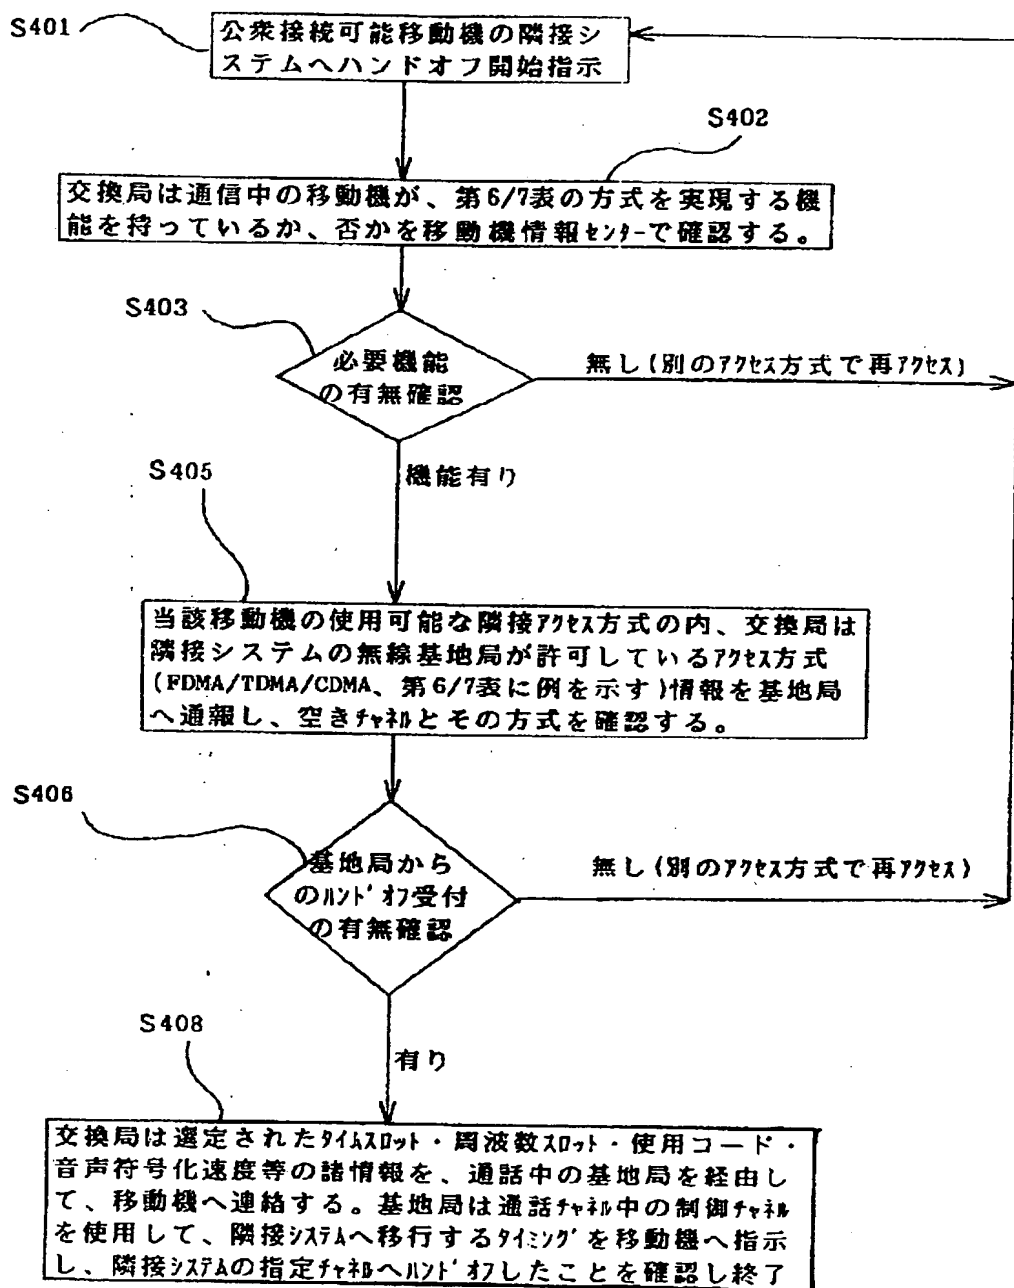 S401
公衆接続可能移動機の隣接シ
ステムへハンドオフ開始指示
S402
交換局は通信中の移動機が、第6/7表の方式を実現する機
能を持っているか、否かを移動機情報ｾﾝﾀｰで確認する。
S403
必要機能
の有無確認
無し(別のｱｸｾｽ方式で再ｱｸｾｽ)
機能有り
S405
当該移動機の使用可能な隣接ｱｸｾｽ方式の内、交換局は
隣接システムの無線基地局が許可しているｱｸｾｽ方式
(FDMA/TDMA/CDMA、第6/7表に例を示す)情報を基地局
へ通報し、空きﾁｬﾈﾙとその方式を確認する。
S406
基地局から
のﾊﾝﾄﾞｵﾌ受付
の有無確認
無し(別のｱｸｾｽ方式で再ｱｸｾｽ)
有り
S408
交換局は選定されたﾀｲﾑｽﾛｯﾄ・周波数ｽﾛｯﾄ・使用コード・
音声符号化速度等の諸情報を、通話中の基地局を経由し
て、移動機へ連絡する。基地局は通話ﾁｬﾈﾙ中の制御ﾁｬﾈﾙ
を使用して、隣接ｼｽﾃﾑへ移行するﾀｲﾐﾝｸﾞを移動機へ指示
し、隣接ｼｽﾃﾑの指定ﾁｬﾈﾙへﾊﾝﾄﾞｵﾌしたことを確認し終了